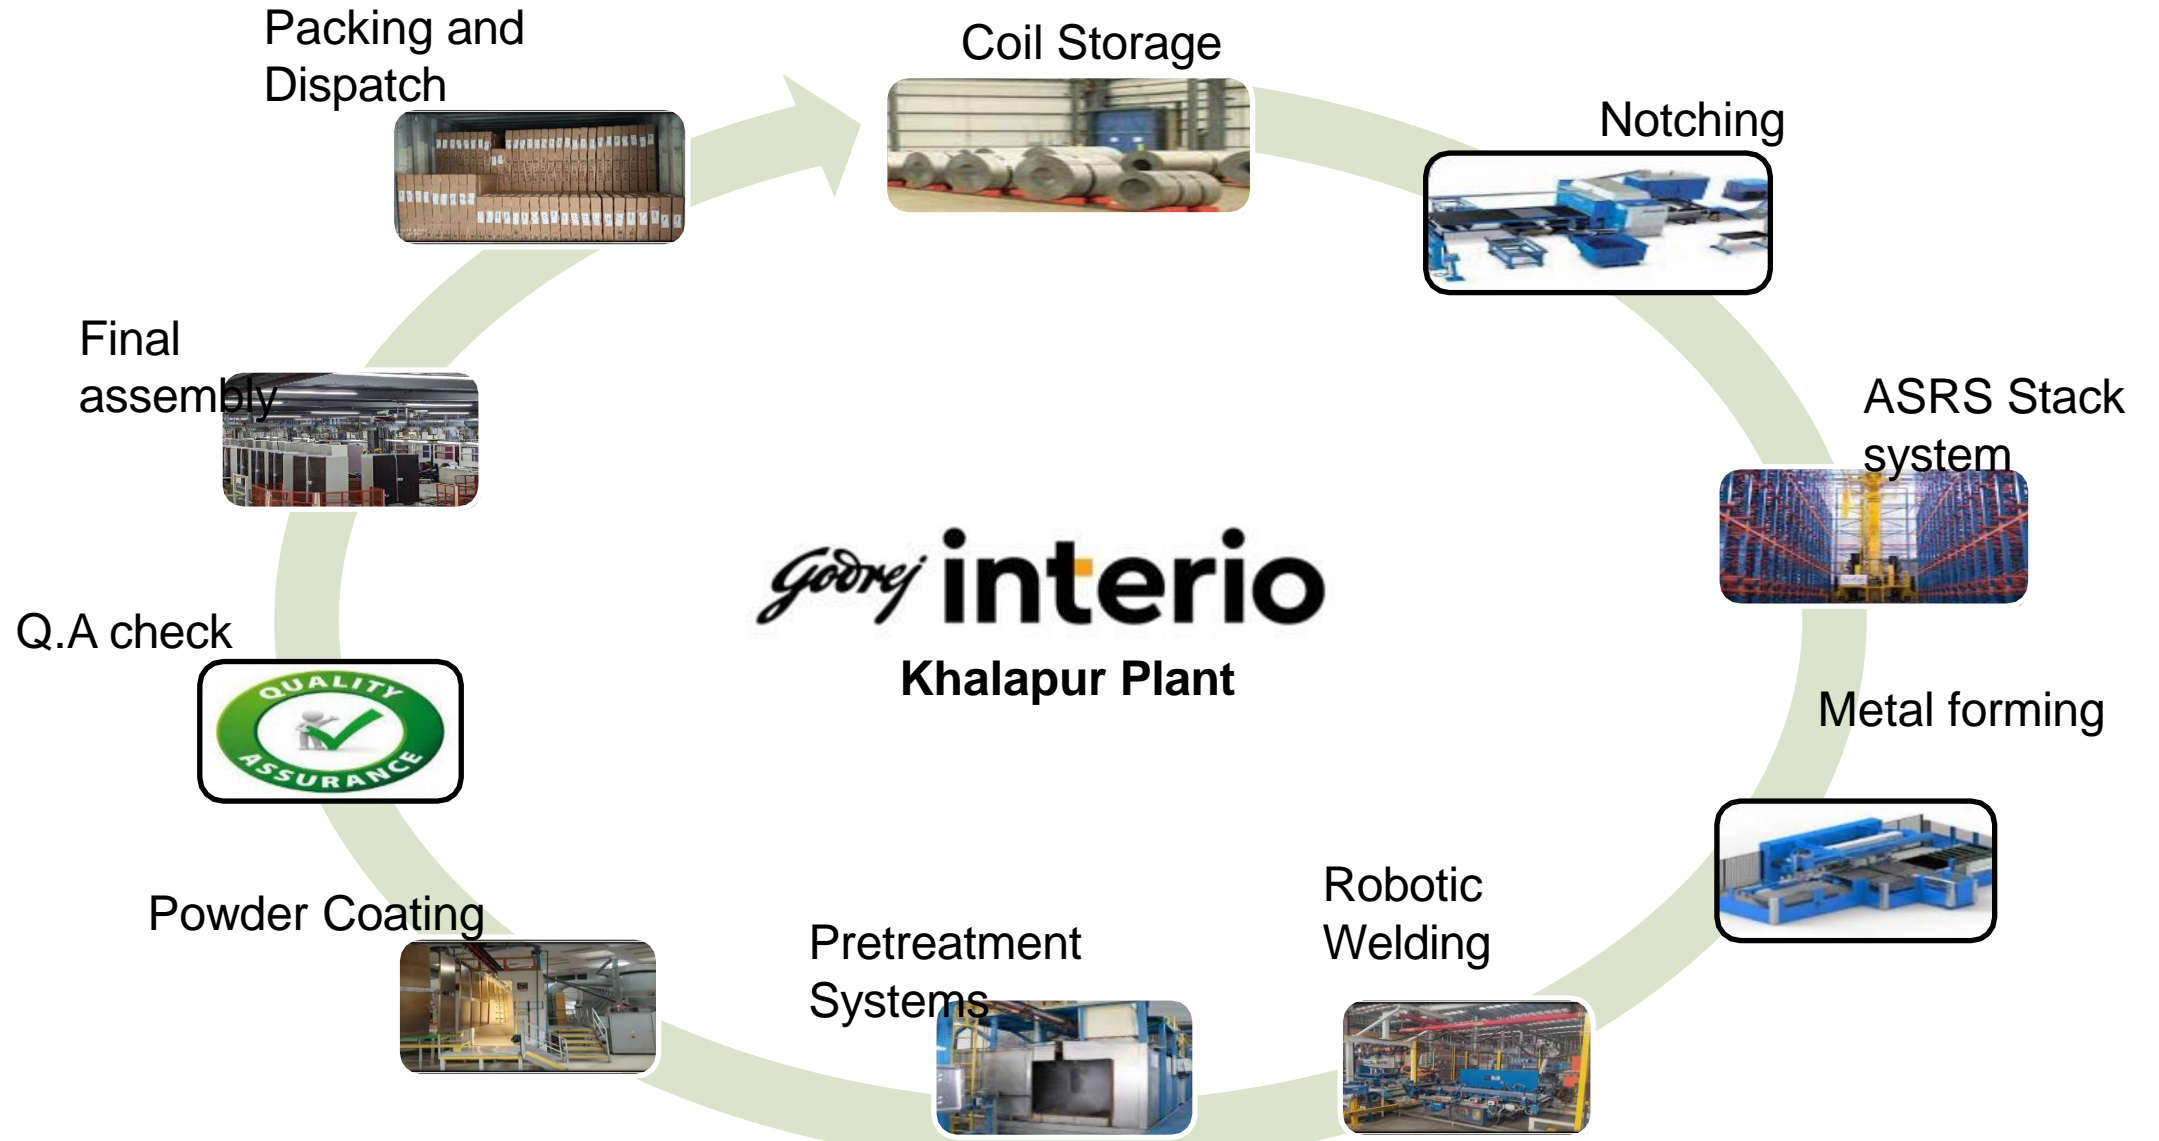 Packing and
Dispatch
Coil Storage
Notching
Final
assembly
ASRS Stack
system
Godrej interio
Khalapur Plant
Q.A check
QUALITY
ASSURANCE
Metal forming
Robotic
Welding
Powder Coating
Pretreatment
Systems